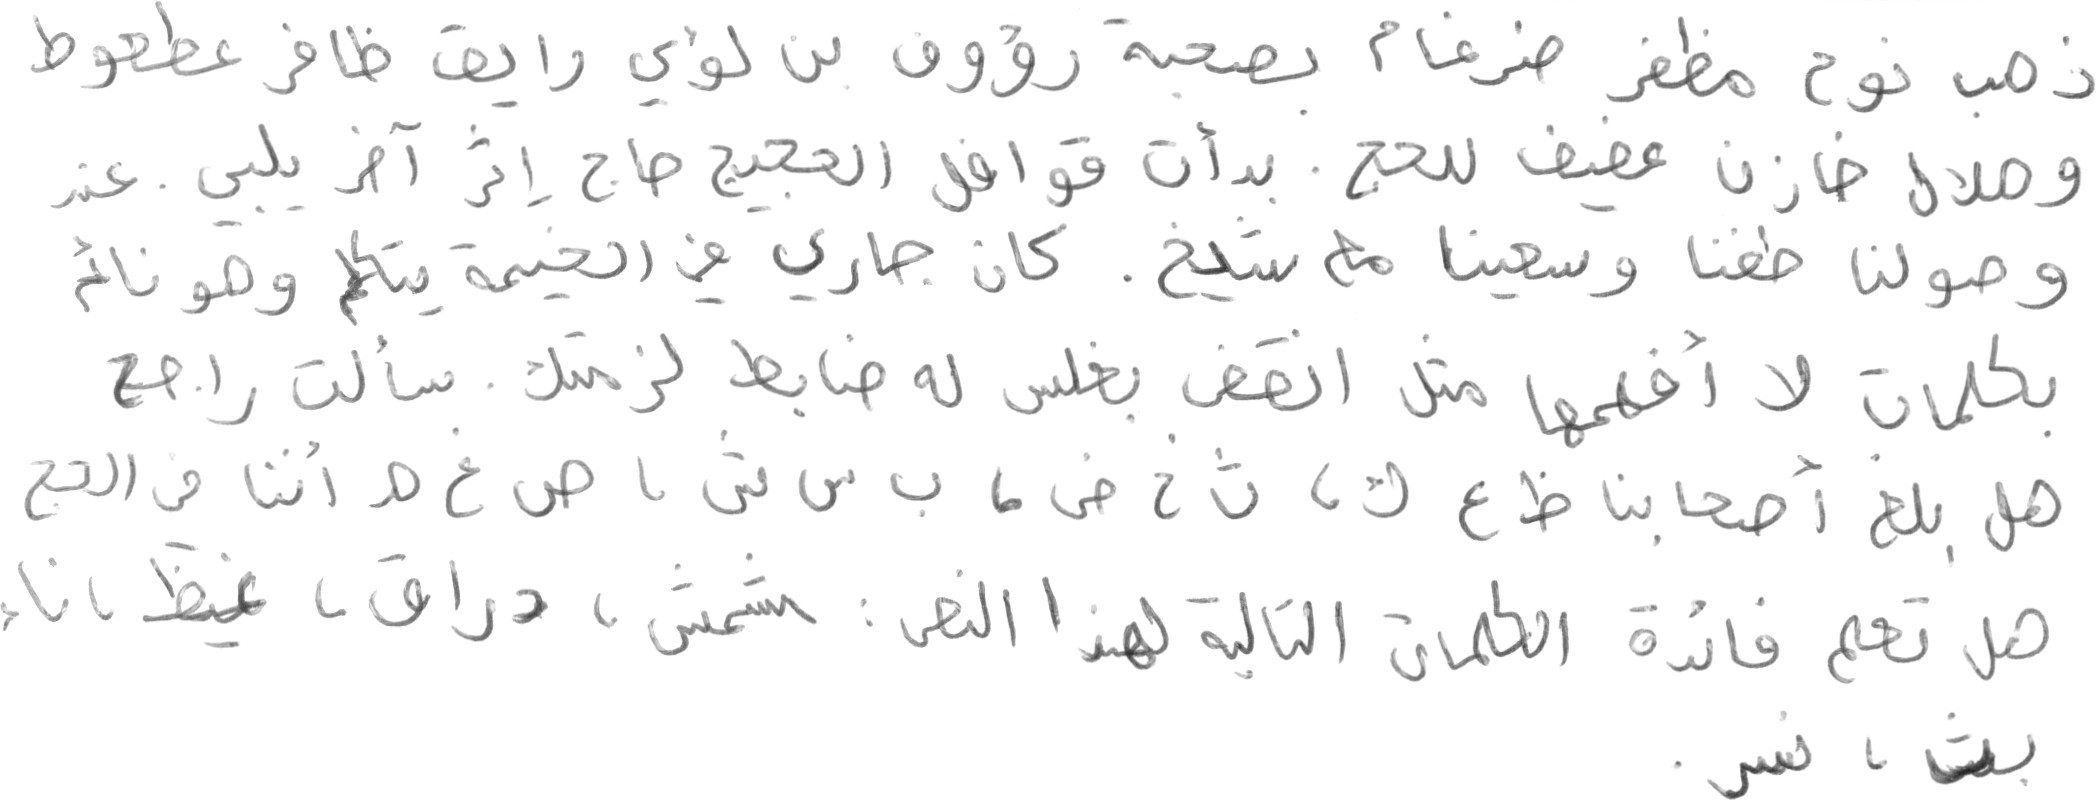 ذهب نوح مظفر ضرغام بصحبة رؤوف بن لؤي رايق ظافر عطعوط
وهلال خازن عفيف للحج . بدأت قوافل الحجيج حاج إثر آخر يلبي . عند
وصولنا طفنا وسعينا مع شيخ . كان جاري في الخيمة يتكلم وهو نائم
بكلمات لا أفهمها مثل انقض بغلس له ضابط لزمتك . سألت راجح
هل بلغ أصحابنا ظ ع ك ، ث خ ض ، ب س ش ، ص غ ه أننا في الحج
هل تعلم فائدة الكلمات التالية لهذا النص : مشمش ، دراق ، غيظ ، ناء ،
بث ، نسر .